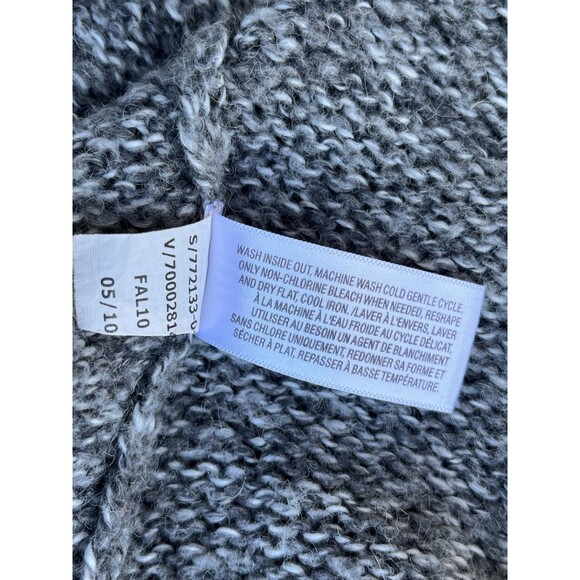 S/772133-0
V/70002814
FAL10
05/10
WASH INSIDE OUT, MACHINE WASH COLD GENTLE CYCLE,
ONLY NON-CHLORINE BLEACH WHEN NEEDED, RESHAPE
AND DRY FLAT, COOL IRON. /LAVER À L'ENVERS, LAVER
À LA MACHINE À L'EAU FROIDE AU CYCLE DÉLICAT,
UTILISER AU BESOIN UN AGENT DE BLANCHIMENT
SANS CHLORE UNIQUEMENT, REDONNER SA FORME ET
SÉCHER À PLAT, REPASSER À BASSE TEMPÉRATURE.